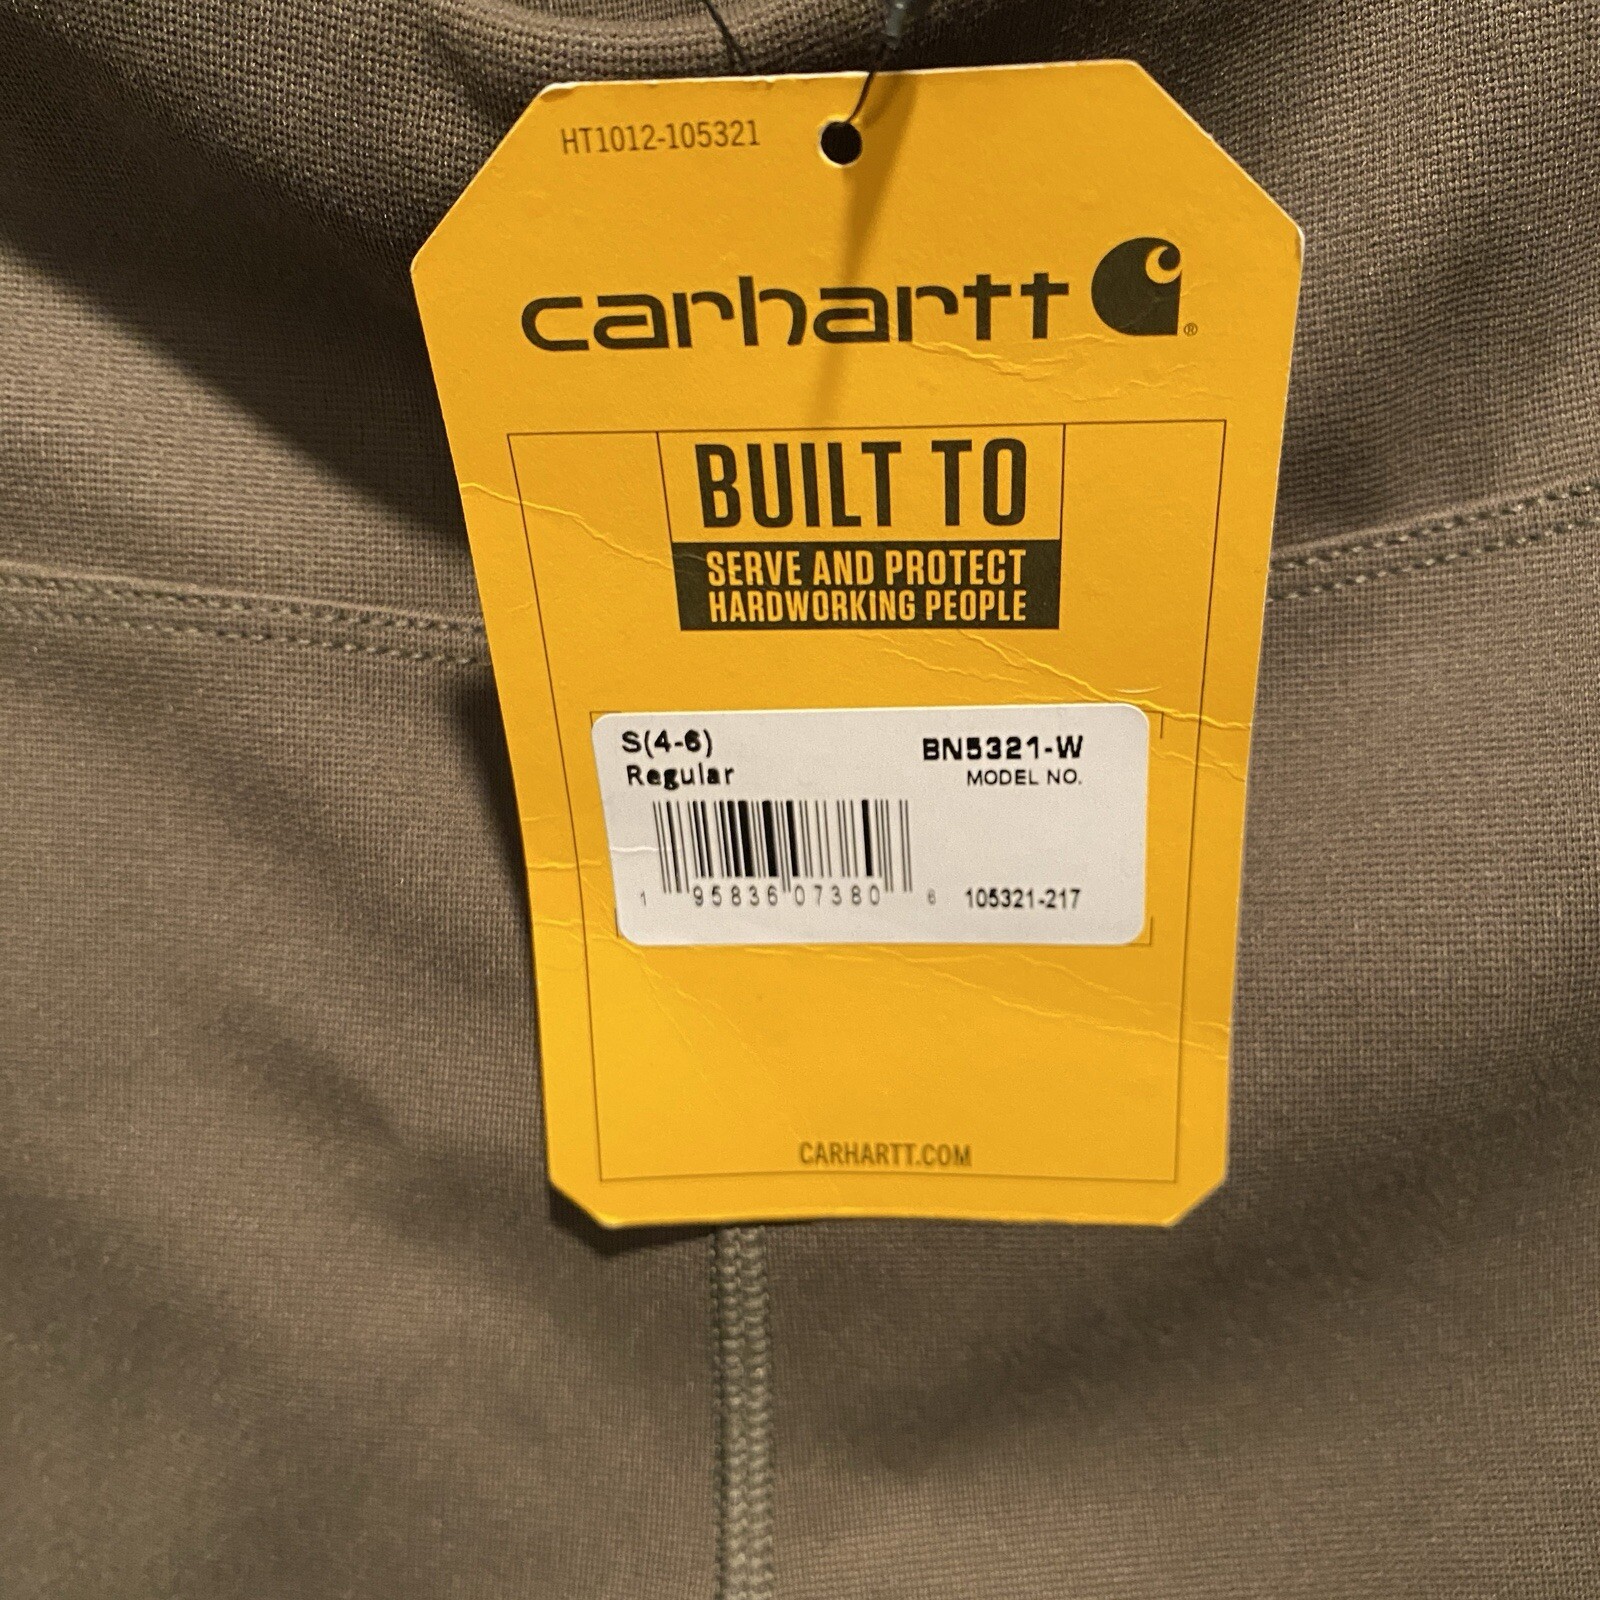 HT1012-105321
carhartt ®
BUILT TO
SERVE AND PROTECT
HARDWORKING PEOPLE
S(4-6)
BN5321-W
Regular
MODEL NO.
1 95836 07380 6
105321-217
CARHARTT.COM